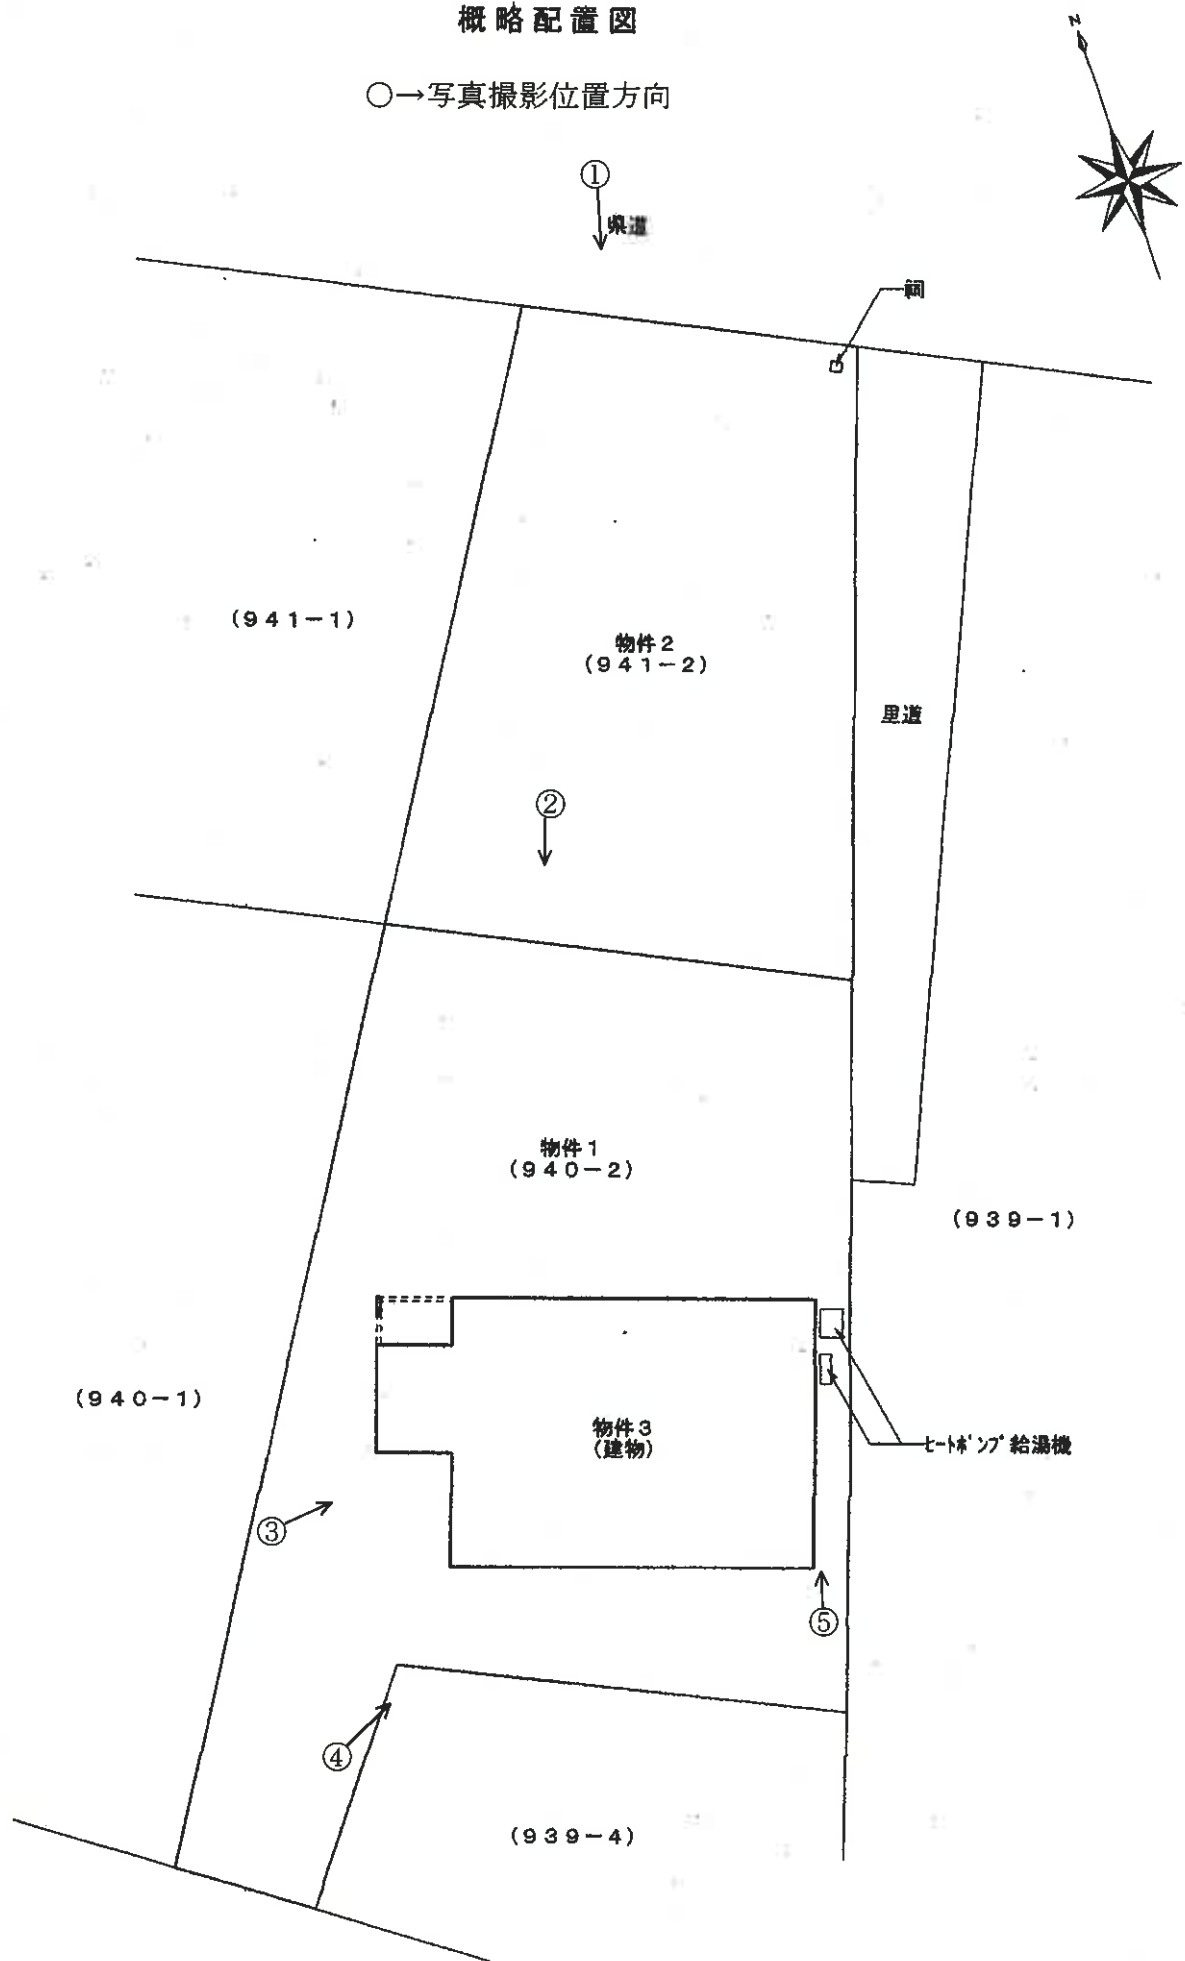 概略配置図
○→写真撮影位置方向
N
①
県道
祠
(941-1)
物件2
(941-2)
里道
②
物件1
(940-2)
(939-1)
(940-1)
物件3
(建物)
ヒートポンプ給湯機
③
⑤
④
(939-4)